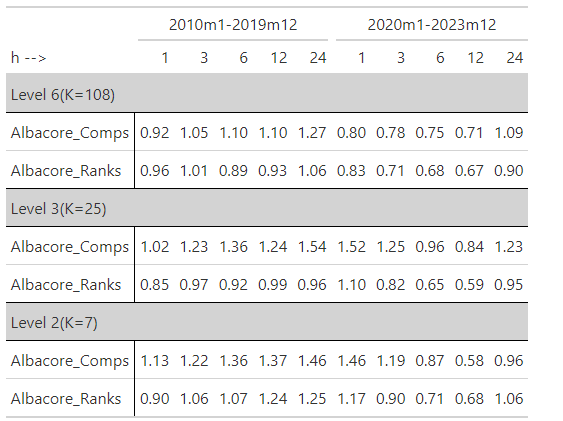 2010m1-2019m12 2020m1-2023m12
h --> 1 3 6 12 24 1 3 6 12 24
Level 6(K=108)
Albacore_Comps 0.92 1.05 1.10 1.10 1.27 0.80 0.78 0.75 0.71 1.09
Albacore_Ranks 0.96 1.01 0.89 0.93 1.06 0.83 0.71 0.68 0.67 0.90
Level 3(K=25)
Albacore_Comps 1.02 1.23 1.36 1.24 1.54 1.52 1.25 0.96 0.84 1.23
Albacore_Ranks 0.85 0.97 0.92 0.99 0.96 1.10 0.82 0.65 0.59 0.95
Level 2(K=7)
Albacore_Comps 1.13 1.22 1.36 1.37 1.46 1.46 1.19 0.87 0.58 0.96
Albacore_Ranks 0.90 1.06 1.07 1.24 1.25 1.17 0.90 0.71 0.68 1.06